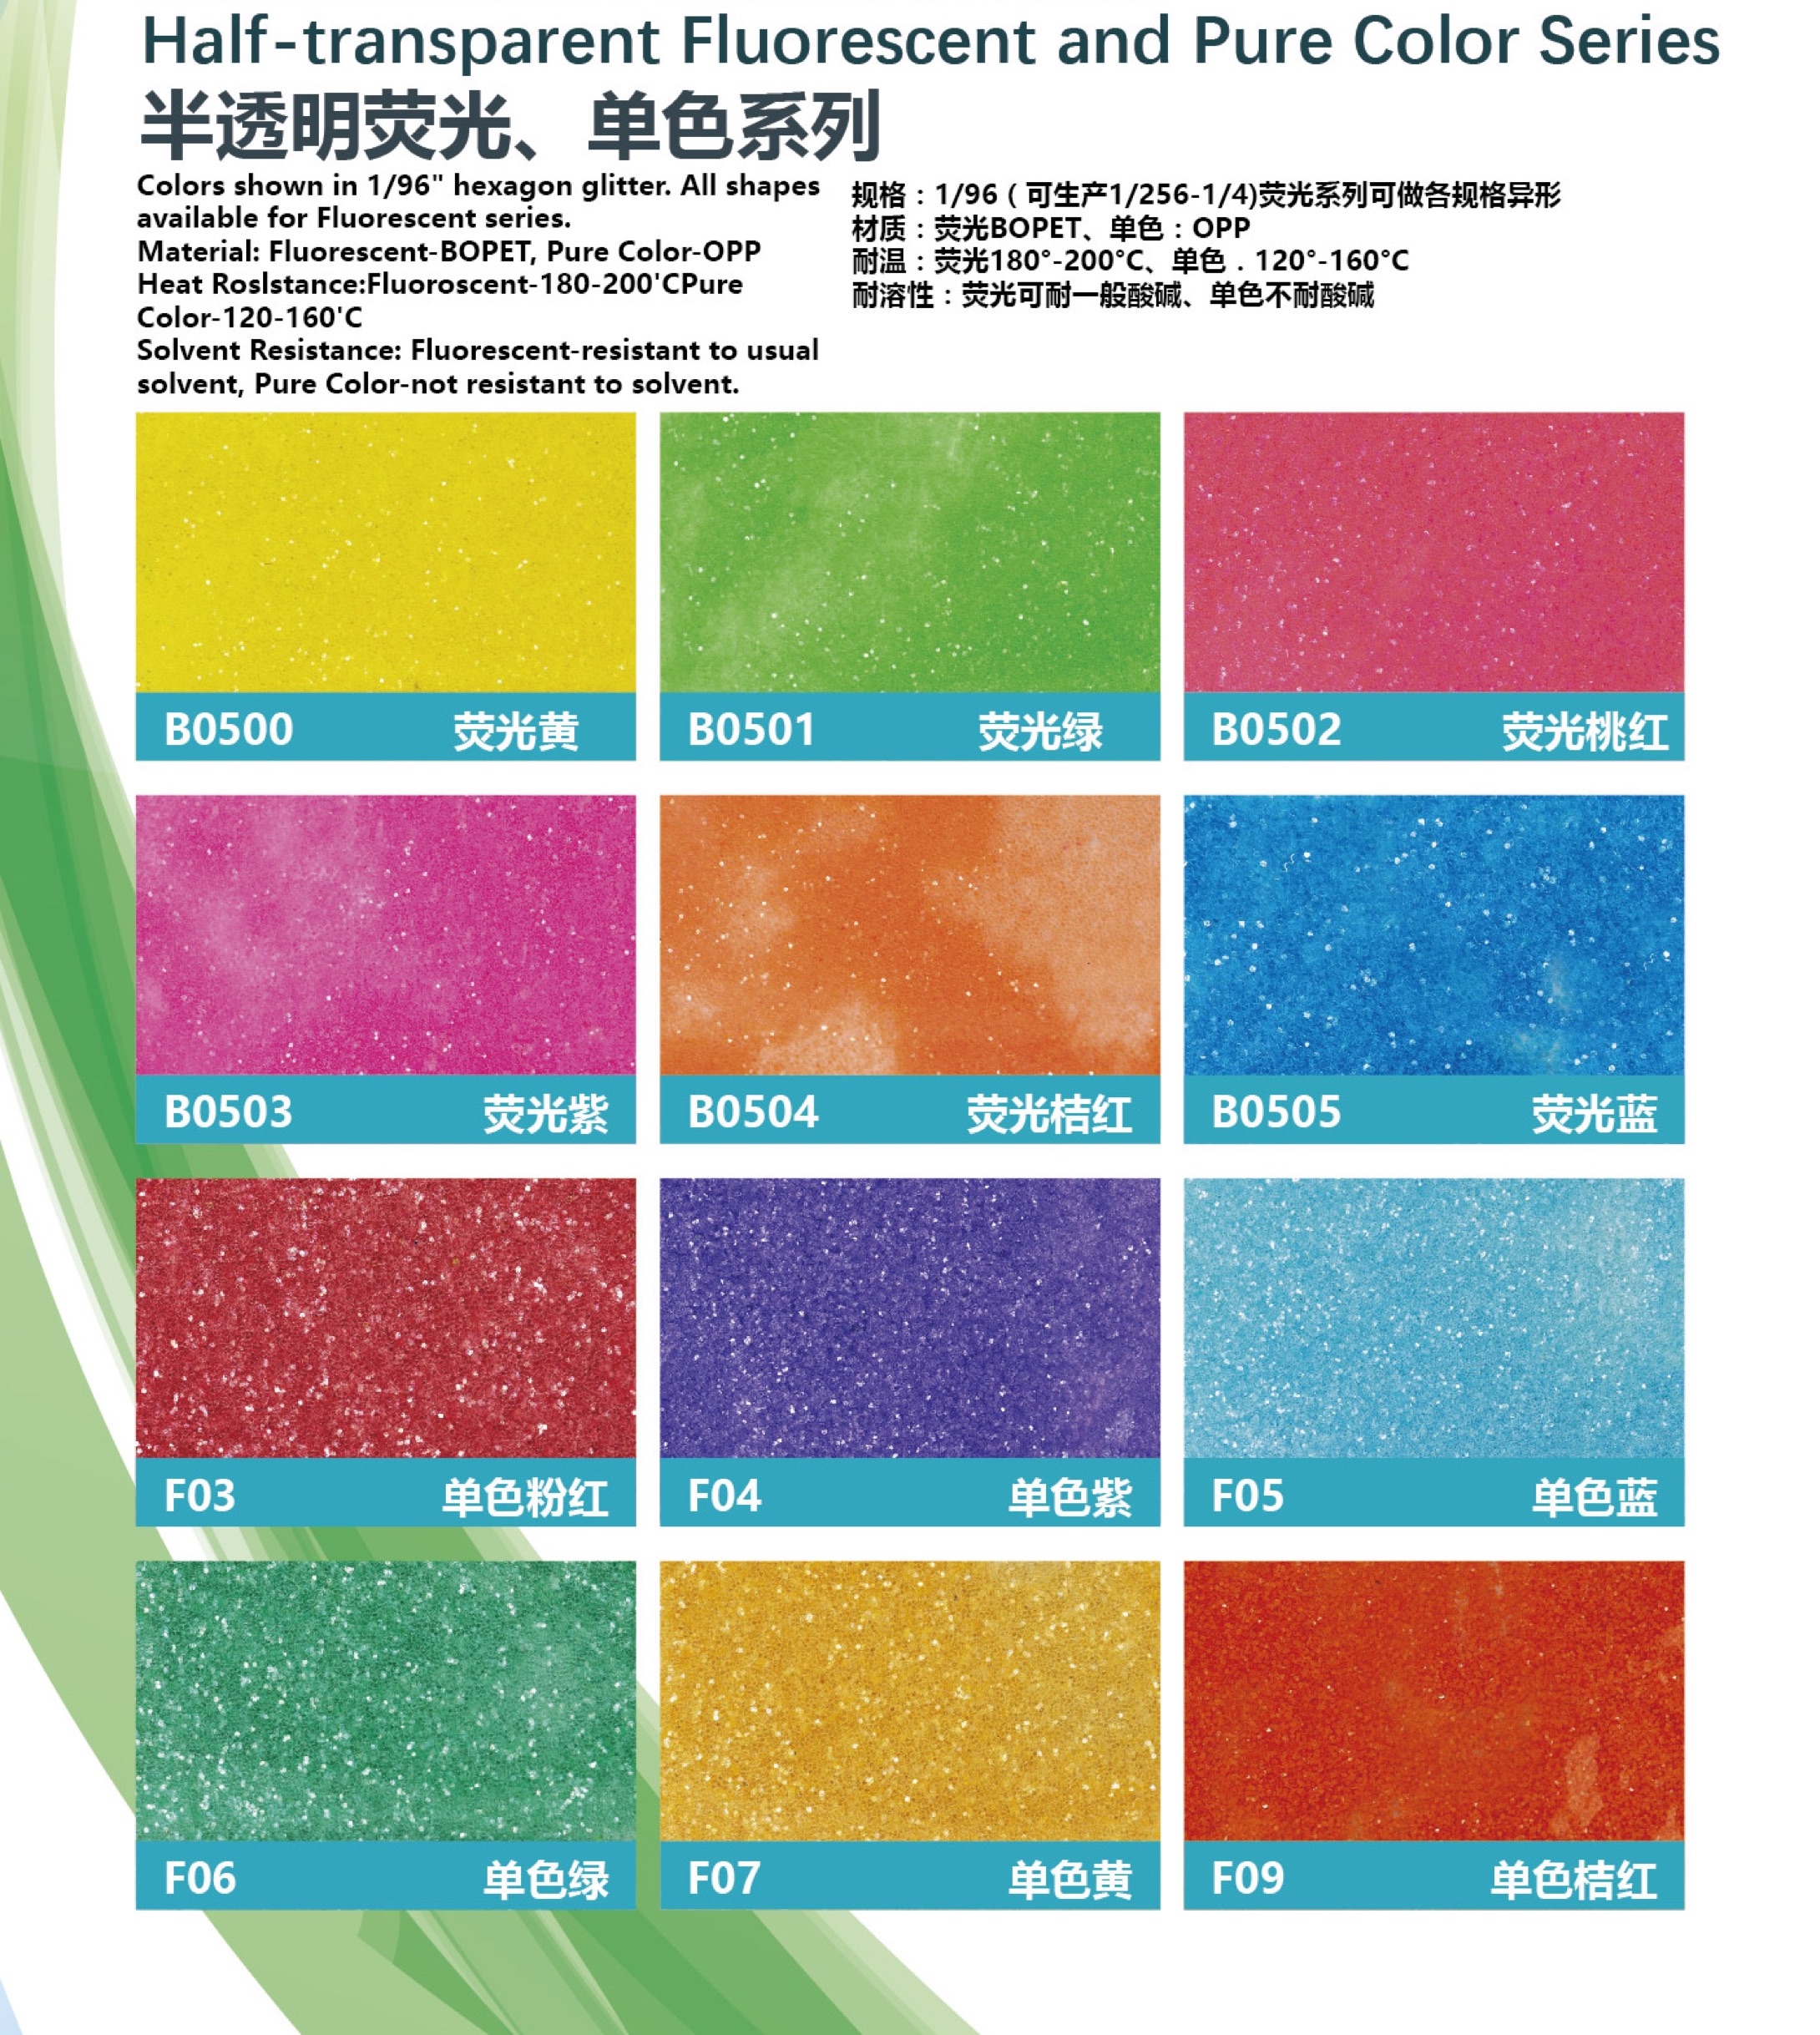 Half-transparent Fluorescent and Pure Color Series
半透明荧光、单色系列
Colors shown in 1/96" hexagon glitter. All shapes
available for Fluorescent series.
Material: Fluorescent-BOPET, Pure Color-OPP
Heat Roslstance:Fluoroscent-180-200'CPure
Color-120-160'C
Solvent Resistance: Fluorescent-resistant to usual
solvent, Pure Color-not resistant to solvent.
规格：1/96（可生产1/256-1/4)荧光系列可做各规格异形
材质：荧光BOPET、单色：OPP
耐温：荧光180°-200°C、单色．120°-160°C
耐溶性：荧光可耐一般酸碱、单色不耐酸碱
B0500 荧光黄
B0501 荧光绿
B0502 荧光桃红
B0503 荧光紫
B0504 荧光桔红
B0505 荧光蓝
F03 单色粉红
F04 单色紫
F05 单色蓝
F06 单色绿
F07 单色黄
F09 单色桔红